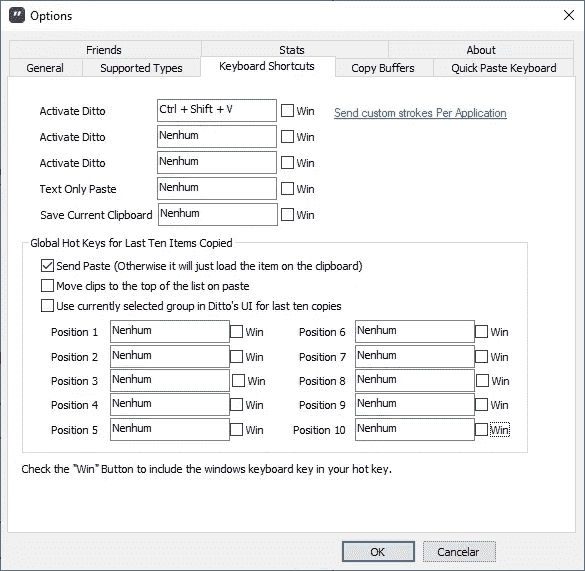 Options
Friends Stats About
General Supported Types Keyboard Shortcuts Copy Buffers Quick Paste Keyboard
Activate Ditto Ctrl + Shift + V Win Send custom strokes Per Application
Activate Ditto Nenhum Win
Activate Ditto Nenhum Win
Text Only Paste Nenhum Win
Save Current Clipboard Nenhum Win
Global Hot Keys for Last Ten Items Copied
Send Paste (Otherwise it will just load the item on the clipboard)
Move clips to the top of the list on paste
Use currently selected group in Ditto's UI for last ten copies
Position 1 Nenhum Win Position 6 Nenhum Win
Position 2 Nenhum Win Position 7 Nenhum Win
Position 3 Nenhum Win Position 8 Nenhum Win
Position 4 Nenhum Win Position 9 Nenhum Win
Position 5 Nenhum Win Position 10 Nenhum Win
Check the "Win" Button to include the windows keyboard key in your hot key.
OK Cancelar